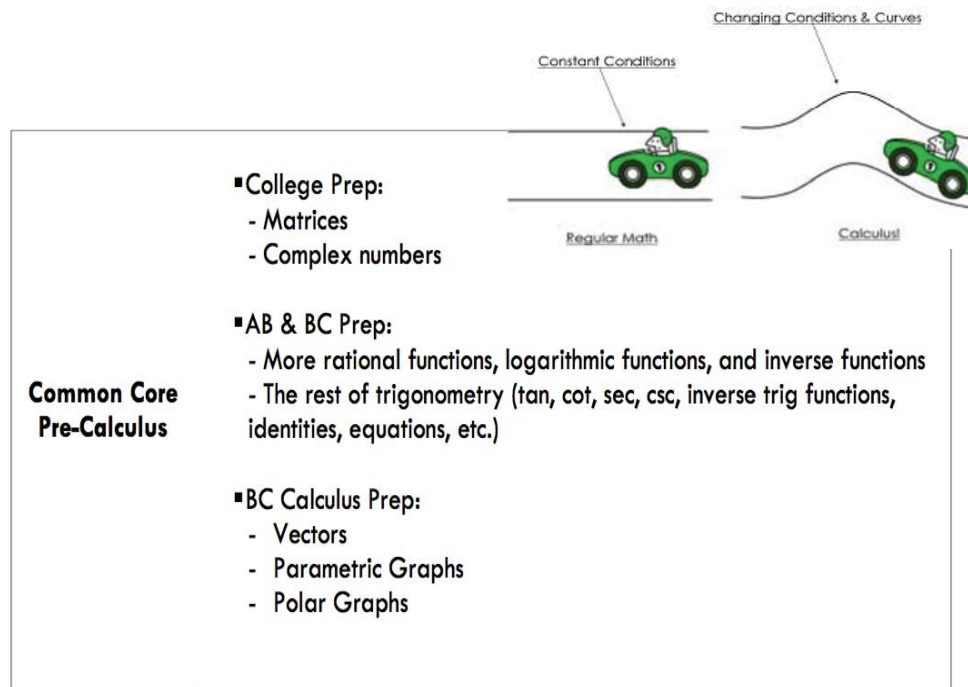 Changing Conditions & Curves
Constant Conditions
Regular Math
Calculus!
Common Core
Pre-Calculus
▪College Prep:
- Matrices
- Complex numbers
▪AB & BC Prep:
- More rational functions, logarithmic functions, and inverse functions
- The rest of trigonometry (tan, cot, sec, csc, inverse trig functions,
identities, equations, etc.)
▪BC Calculus Prep:
- Vectors
- Parametric Graphs
- Polar Graphs